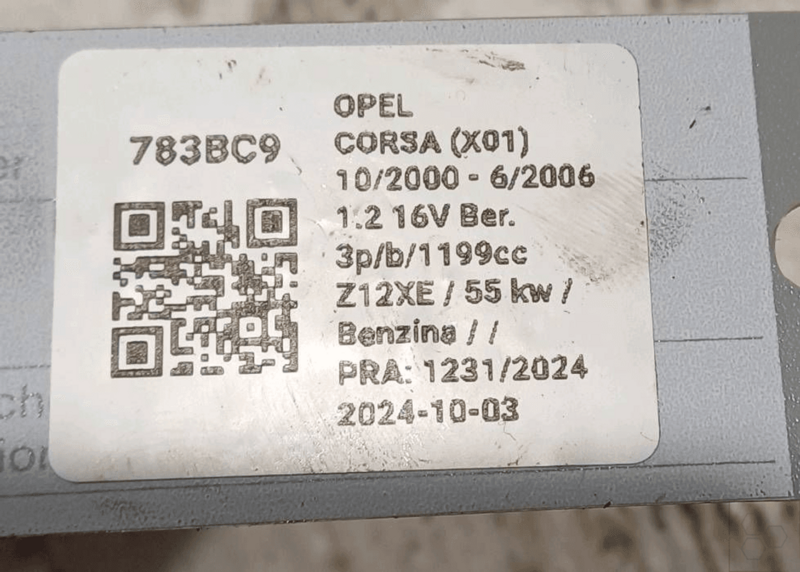 783BC9
OPEL
CORSA (X01)
10/2000 - 6/2006
1.2 16V Ber.
3p/b/1199cc
Z12XE / 55 kw /
Benzina / /
PRA: 1231/2024
2024-10-03
ch